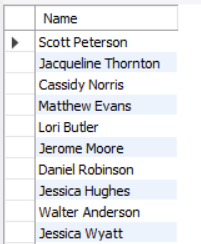 Name
Scott Peterson
Jacqueline Thornton
Cassidy Norris
Matthew Evans
Lori Butler
Jerome Moore
Daniel Robinson
Jessica Hughes
Walter Anderson
Jessica Wyatt